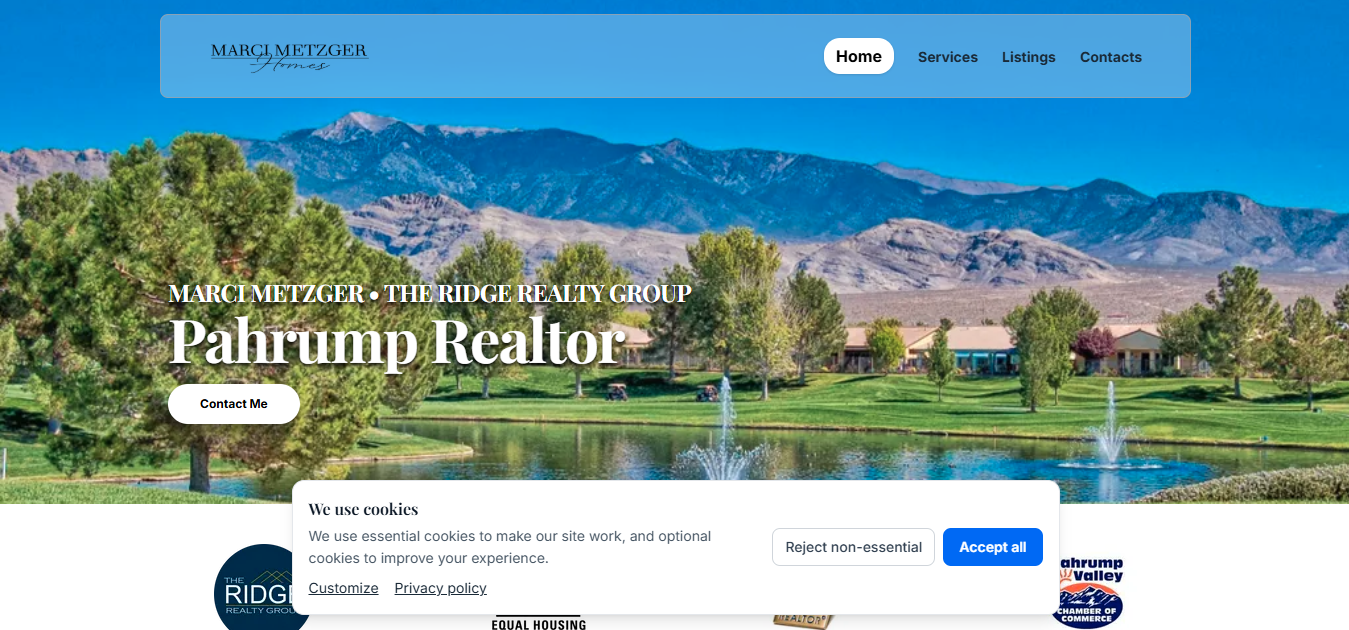 MARCI METZGER
Homes
Home
Services
Listings
Contacts
MARCI METZGER • THE RIDGE REALTY GROUP
Pahrump Realtor
Contact Me
We use cookies
We use essential cookies to make our site work, and optional
cookies to improve your experience.
Customize
Privacy policy
Reject non-essential
Accept all
THE
RIDGE
REALTY GROU
EQUAL HOUSING
REALTOR®
ahrump
Valley
CHAMBER OF
COMMERCE